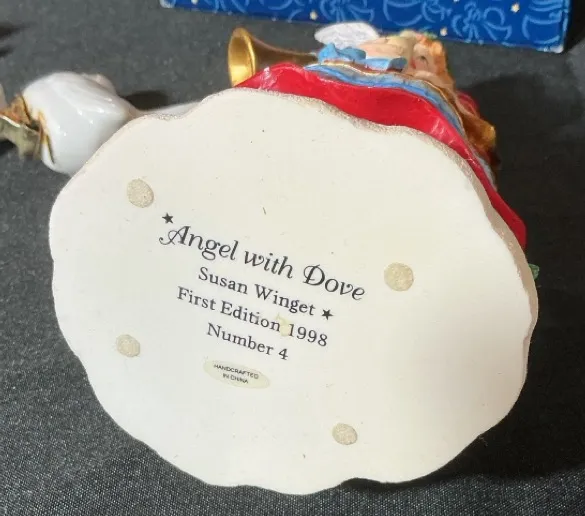 Angel with Dove
Susan Winget
First Edition 1998
Number 4
HANDCRAFTED
IN CHINA